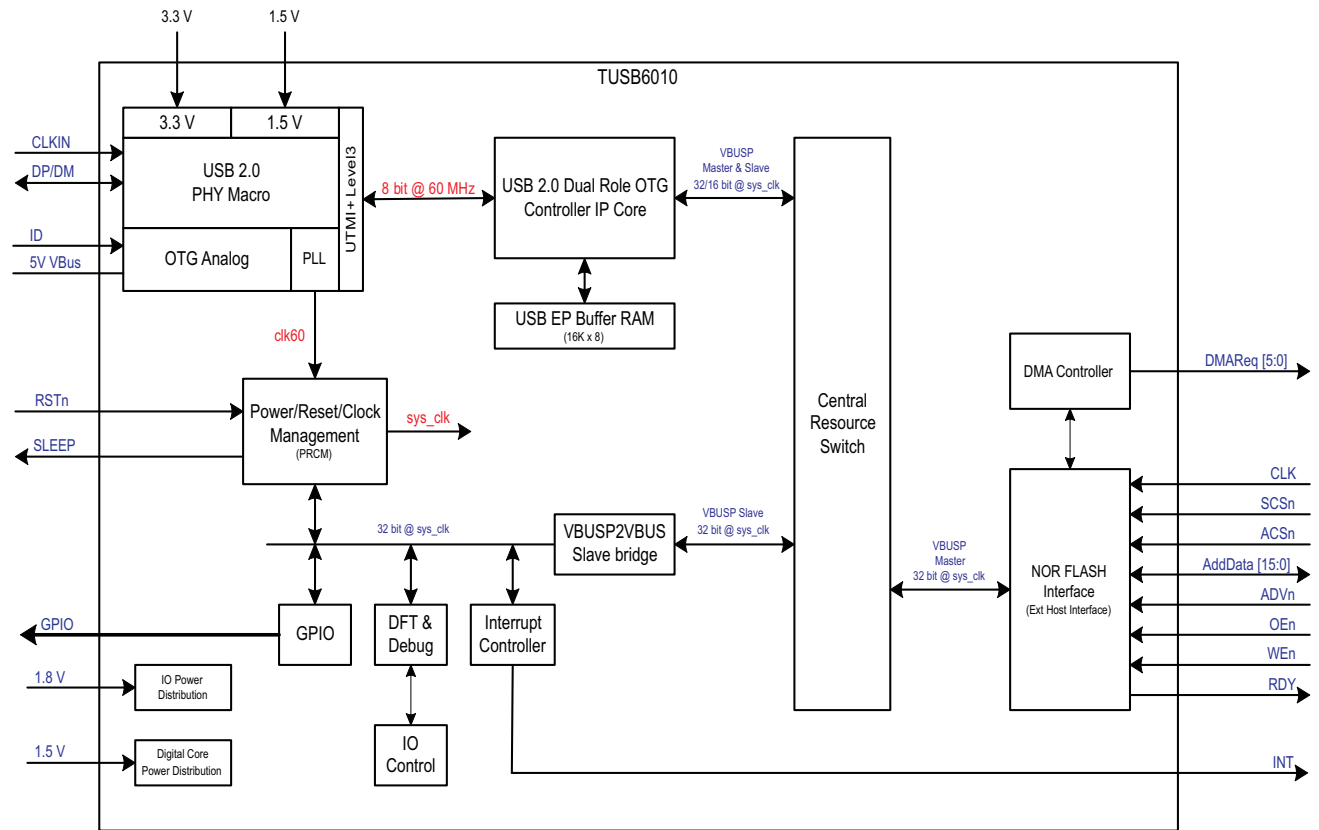 3.3 V
1.5 V
TUSB6010
3.3 V
1.5 V
CLKIN
DP/DM
USB 2.0
PHY Macro
UTMI+ Level3
ID
5V VBus
OTG Analog
PLL
8 bit @ 60 MHz
USB 2.0 Dual Role OTG
Controller IP Core
VBUSP
Master & Slave
32/16 bit @ sys_clk
USB EP Buffer RAM
(16K x 8)
clk60
RSTn
SLEEP
Power/Reset/Clock
Management
(PRCM)
sys_clk
Central
Resource
Switch
DMA Controller
DMAReq [5:0]
32 bit @ sys_clk
VBUSP2VBUS
Slave bridge
VBUSP Slave
32 bit @ sys_clk
VBUSP
Master
32 bit @ sys_clk
NOR FLASH
Interface
(Ext Host Interface)
CLK
SCSn
ACSn
AddData [15:0]
ADVn
OEn
WEn
RDY
GPIO
GPIO
DFT &
Debug
Interrupt
Controller
1.8 V
IO Power
Distribution
1.5 V
Digital Core
Power Distribution
IO
Control
INT